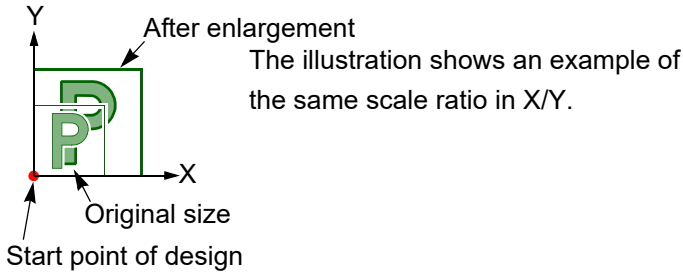 Y
After enlargement
The illustration shows an example of
the same scale ratio in X/Y.
P
P
X
Original size
Start point of design